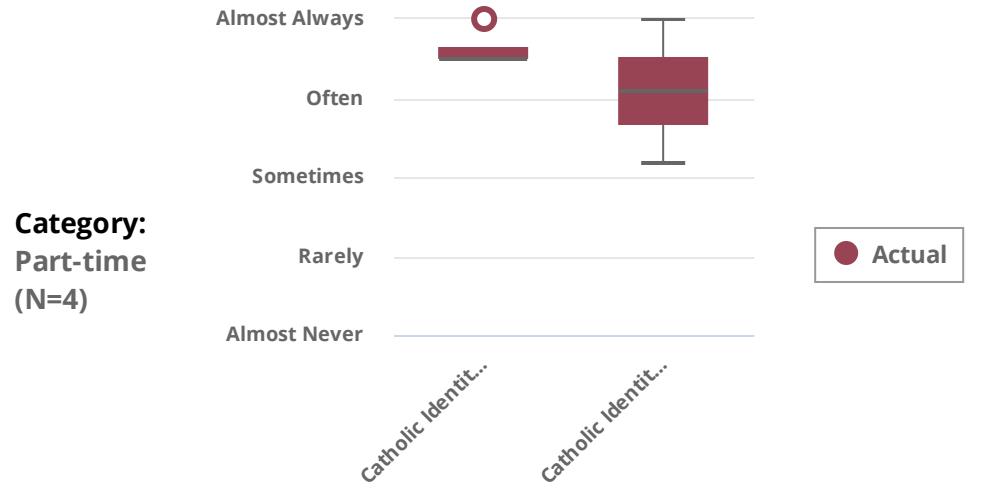 Almost Always
Often
Sometimes
Rarely
Almost Never
Category:
Part-time
(N=4)
Actual
Catholic Identit...
Catholic Identit...